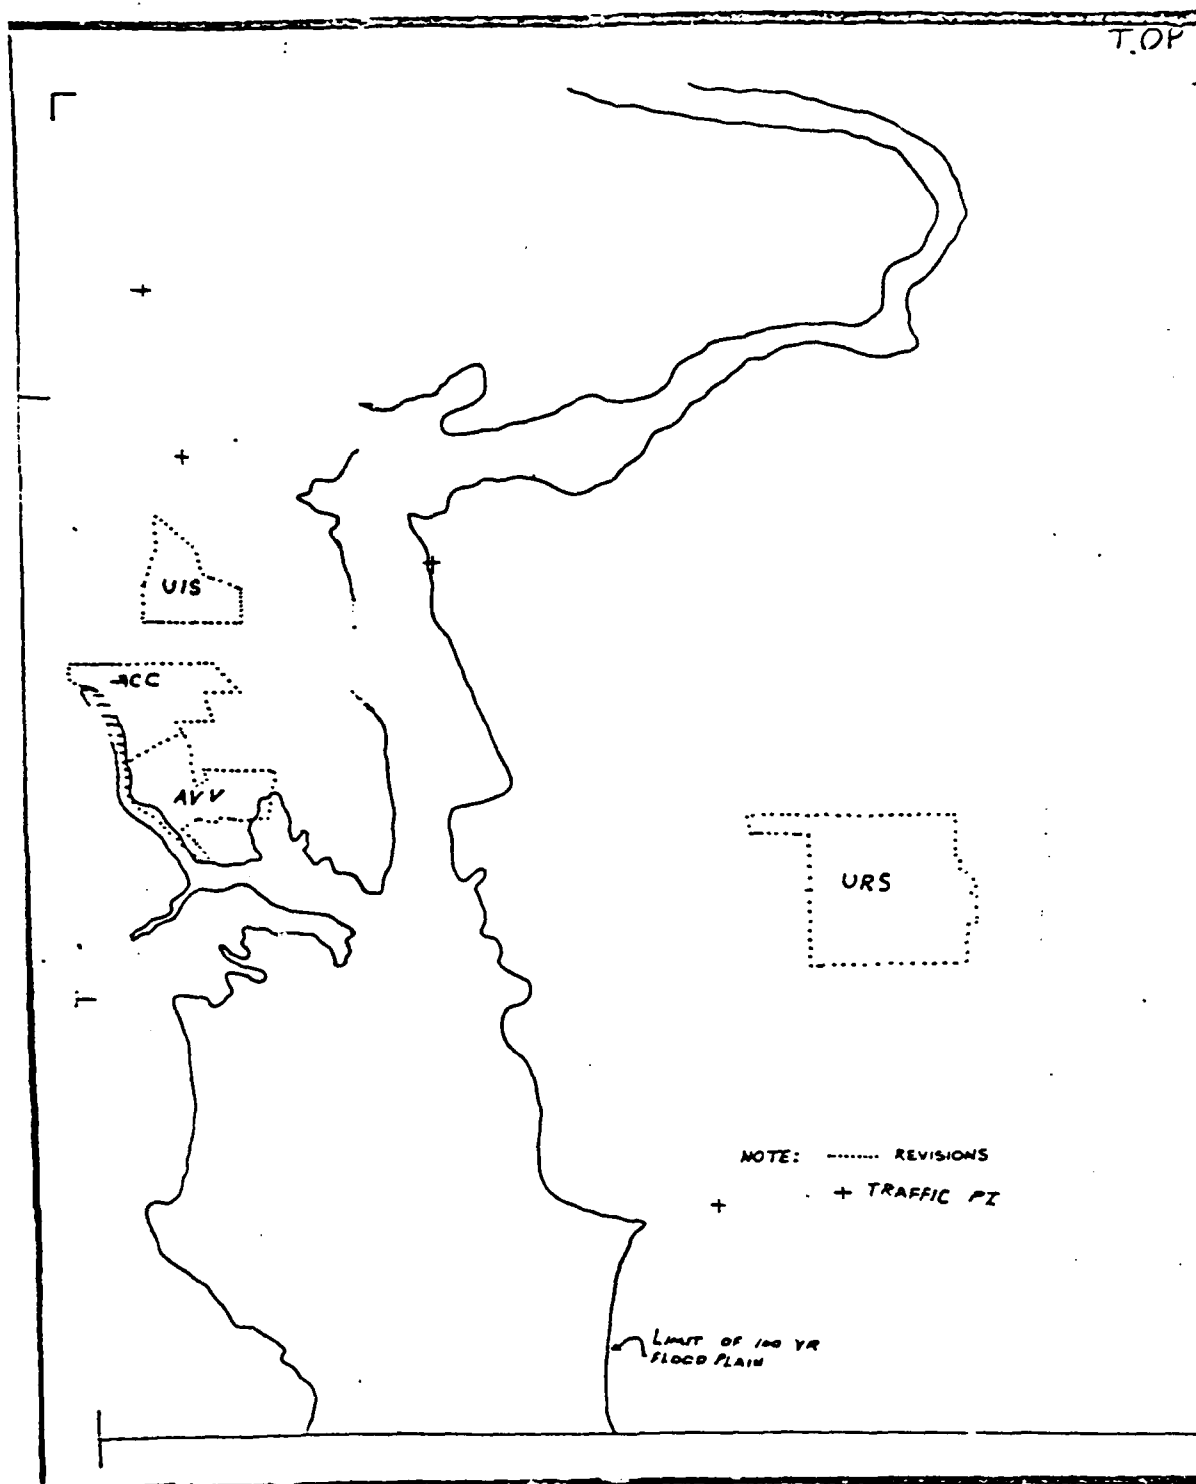 T.OP
UIS
ACC
AVV
URS
NOTE: ........ REVISIONS
+ TRAFFIC PI
LIMIT OF 100 YR
FLOOD PLAIN